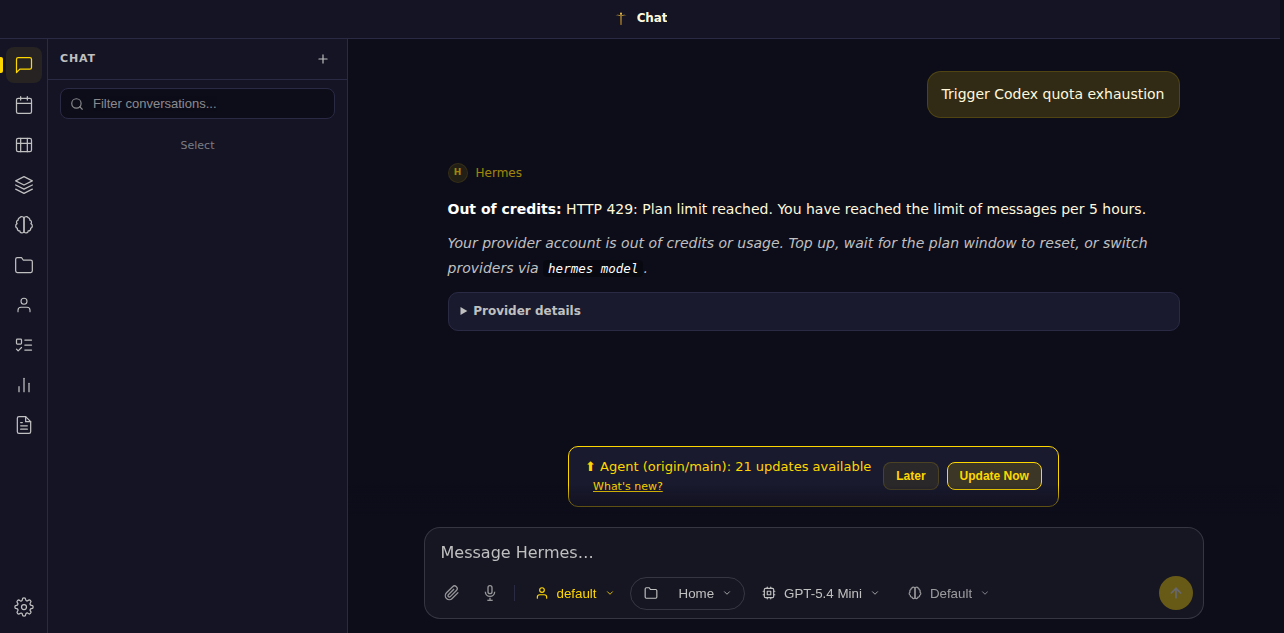 Chat
CHAT
Filter conversations...
Select
Trigger Codex quota exhaustion
H Hermes
Out of credits: HTTP 429: Plan limit reached. You have reached the limit of messages per 5 hours.
Your provider account is out of credits or usage. Top up, wait for the plan window to reset, or switch
providers via hermes model.
Provider details
Agent (origin/main): 21 updates available
What's new?
Later
Update Now
Message Hermes…
default
Home
GPT-5.4 Mini
Default